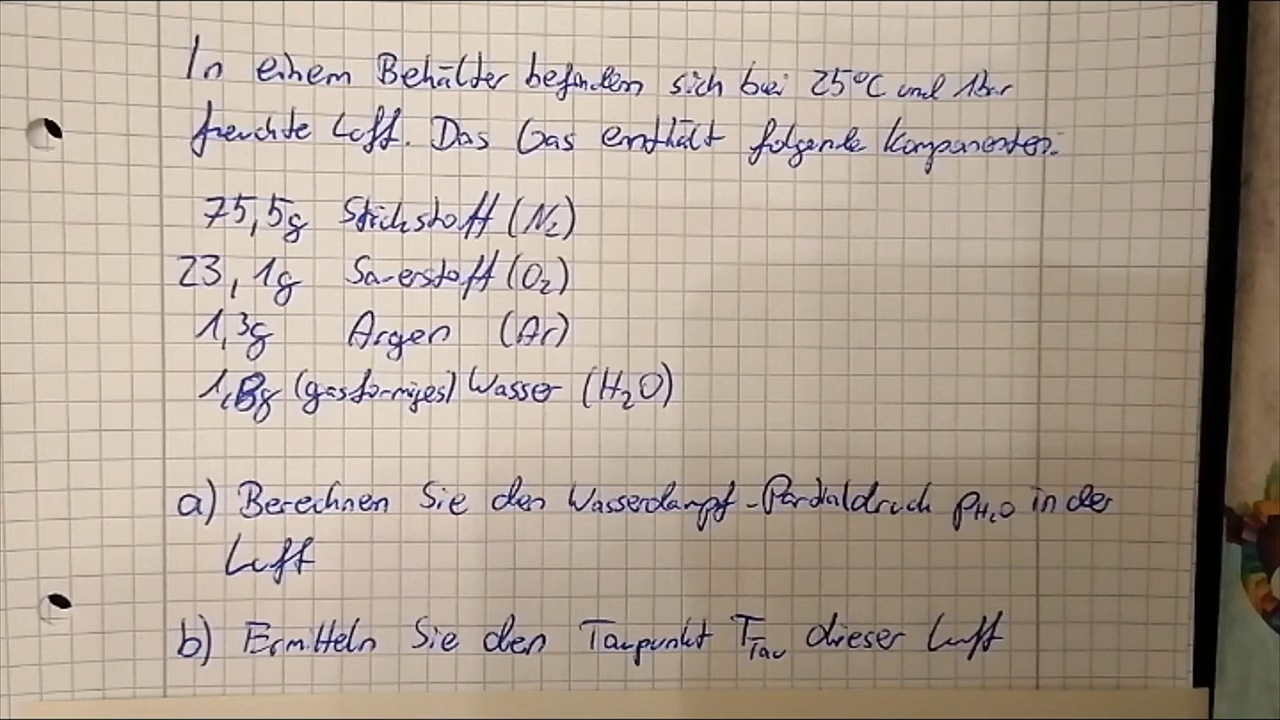 In einem Behälter befinden sich bei 25°C und 1bar
feuchte Luft. Das Gas enthält folgende Komponenten:
75,5g Stickstoff (N₂)
23,1g Sauerstoff (O₂)
1,3g Argon (Ar)
(gasförmiges) Wasser (H₂O)
a) Berechnen Sie den Wasserdampf-Partialdruck pH₂O in der
Luft
b) Ermitteln Sie den Taupunkt TTau dieser Luft